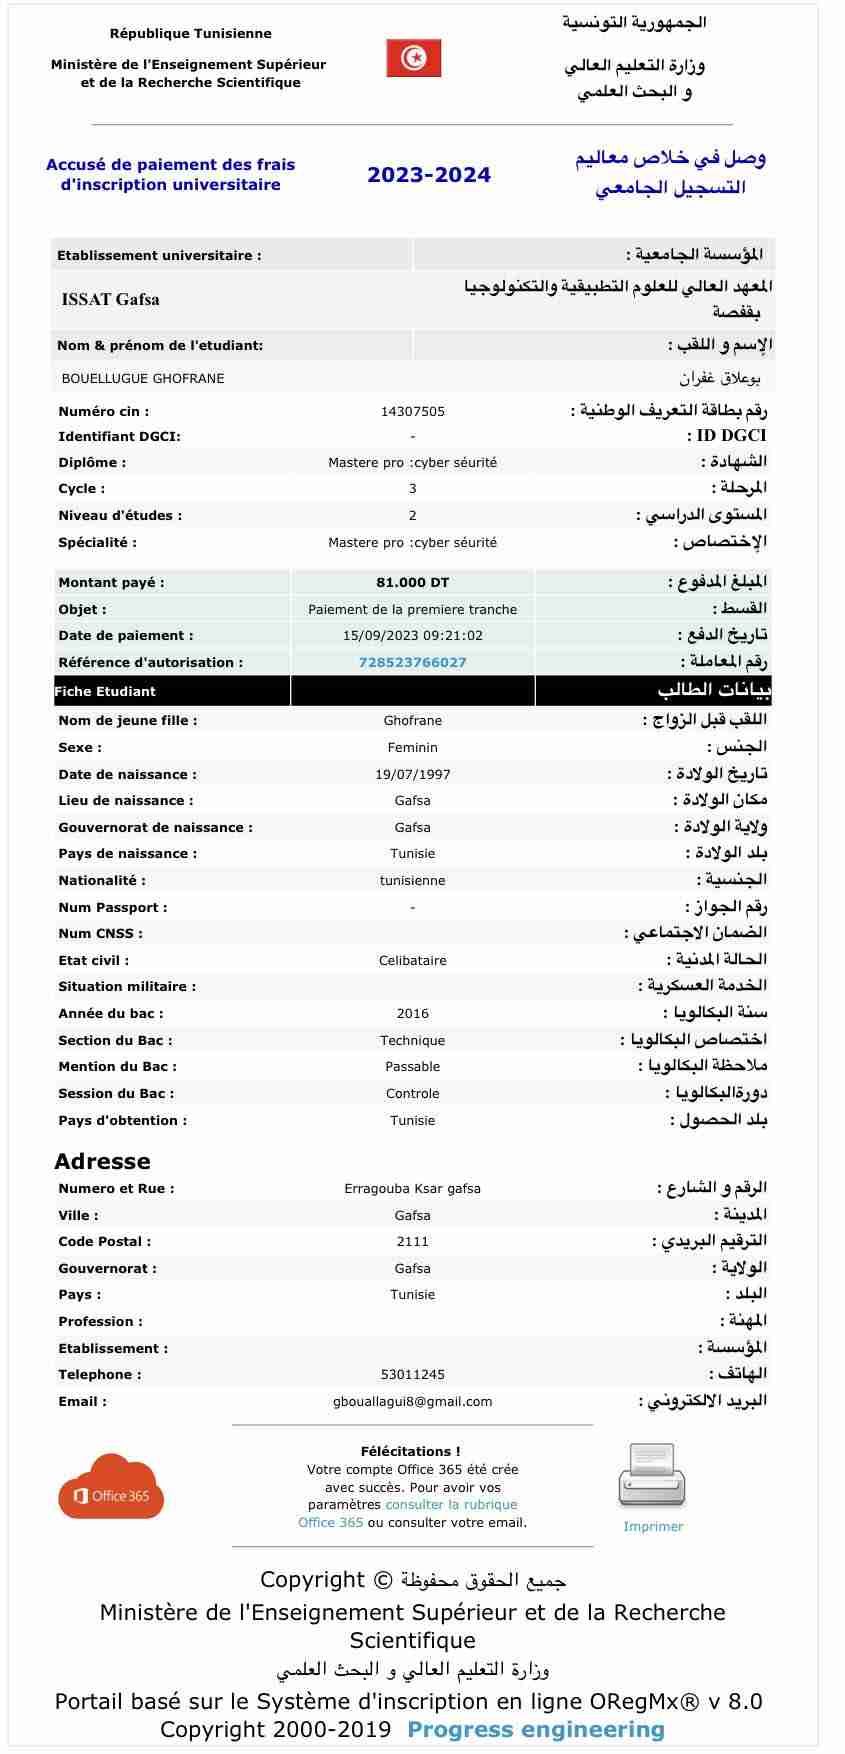 République Tunisienne
الجمهورية التونسية
Ministère de l'Enseignement Supérieur
et de la Recherche Scientifique
وزارة التعليم العالي
و البحث العلمي
Accusé de paiement des frais
d'inscription universitaire
2023-2024
وصل في خلاص معاليم
التسجيل الجامعي
Etablissement universitaire : المؤسسة الجامعية :
ISSAT Gafsa
المعهد العالي للعلوم التطبيقية والتكنولوجيا
بقفصة
Nom & prénom de l'etudiant: الإسم و اللقب :
BOUELLUGUE GHOFRANE بوعلاق غفران
Numéro cin : 14307505 رقم بطاقة التعريف الوطنية :
Identifiant DGCI: - ID DGCI :
Diplôme : Mastere pro :cyber séurité الشهادة :
Cycle : 3 المرحلة :
Niveau d'études : 2 المستوى الدراسي :
Spécialité : Mastere pro :cyber séurité الإختصاص :
Montant payé : 81.000 DT المبلغ المدفوع :
Objet : Paiement de la premiere tranche القسط :
Date de paiement : 15/09/2023 09:21:02 تاريخ الدفع :
Référence d'autorisation : 728523766027 رقم المعاملة :
Fiche Etudiant بيانات الطالب
Nom de jeune fille : Ghofrane اللقب قبل الزواج :
Sexe : Feminin الجنس :
Date de naissance : 19/07/1997 تاريخ الولادة :
Lieu de naissance : Gafsa مكان الولادة :
Gouvernorat de naissance : Gafsa ولاية الولادة :
Pays de naissance : Tunisie بلد الولادة :
Nationalité : tunisienne الجنسية :
Num Passport : - رقم الجواز :
Num CNSS : الضمان الاجتماعي :
Etat civil : Celibataire الحالة المدنية :
Situation militaire : الخدمة العسكرية :
Année du bac : 2016 سنة البكالويا :
Section du Bac : Technique اختصاص البكالويا :
Mention du Bac : Passable ملاحظة البكالويا :
Session du Bac : Controle دورةالبكالويا :
Pays d'obtention : Tunisie بلد الحصول :
Adresse
Numero et Rue : Erragouba Ksar gafsa الرقم و الشارع :
Ville : Gafsa المدينة :
Code Postal : 2111 الترقيم البريدي :
Gouvernorat : Gafsa الولاية :
Pays : Tunisie البلد :
Profession : المهنة :
Etablissement : المؤسسة :
Telephone : 53011245 الهاتف :
Email : gbouallagui8@gmail.com البريد الالكتروني :
Office 365
Félécitations !
Votre compte Office 365 été crée
avec succès. Pour avoir vos
paramètres consulter la rubrique
Office 365 ou consulter votre email.
Imprimer
Copyright © جميع الحقوق محفوظة
Ministère de l'Enseignement Supérieur et de la Recherche
Scientifique
وزارة التعليم العالي و البحث العلمي
Portail basé sur le Système d'inscription en ligne ORegMx® v 8.0
Copyright 2000-2019 Progress engineering